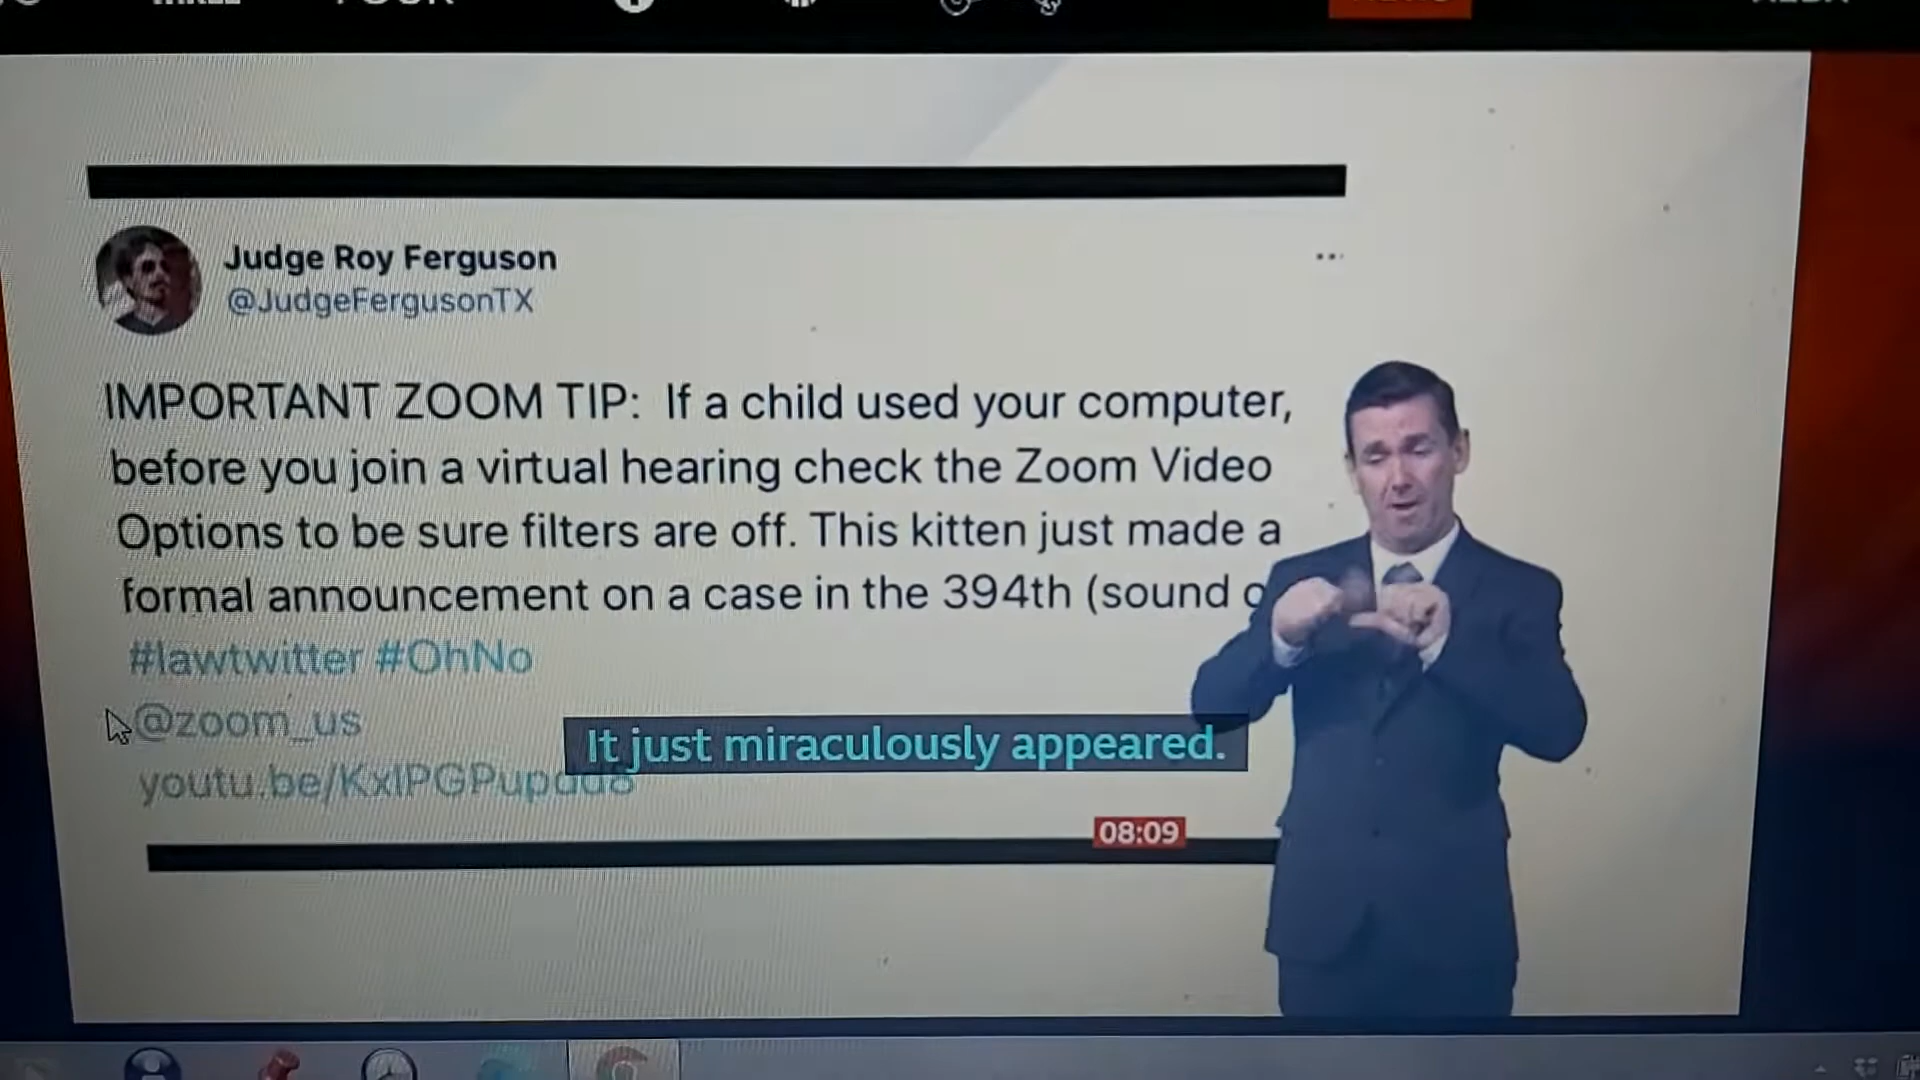 Judge Roy Ferguson
@JudgeFergusonTX
IMPORTANT ZOOM TIP: If a child used your computer,
before you join a virtual hearing check the Zoom Video
Options to be sure filters are off. This kitten just made a
formal announcement on a case in the 394th (sound
#lawtwitter #OhNo
@zoom_us
It just miraculously appeared.
08:09